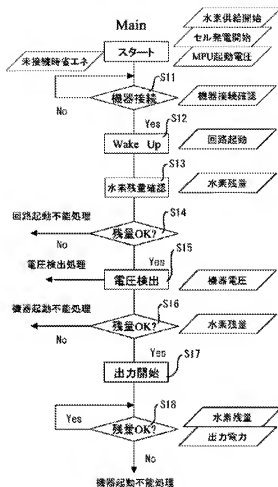 Main
水素供給開始
セル発電開始
スタート
MPU起動電圧
未接続時省エネ
S11
機器接続
機器接続確認
No
Yes
S12
Wake Up
回路起動
S13
水素残量確認
水素残量
S14
残量OK?
回路起動不能処理
No
Yes
S15
電圧検出処理
電圧検出
機器電圧
S16
機器起動不能処理
残量OK?
水素残量
No
Yes
S17
出力開始
S18
Yes
残量OK?
水素残量
出力電力
No
機器起動不能処理